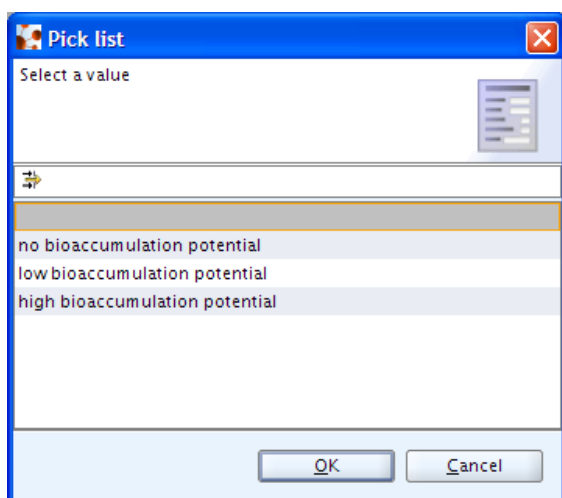 Pick list
Select a value
no bioaccumulation potential
low bioaccumulation potential
high bioaccumulation potential
OK
Cancel